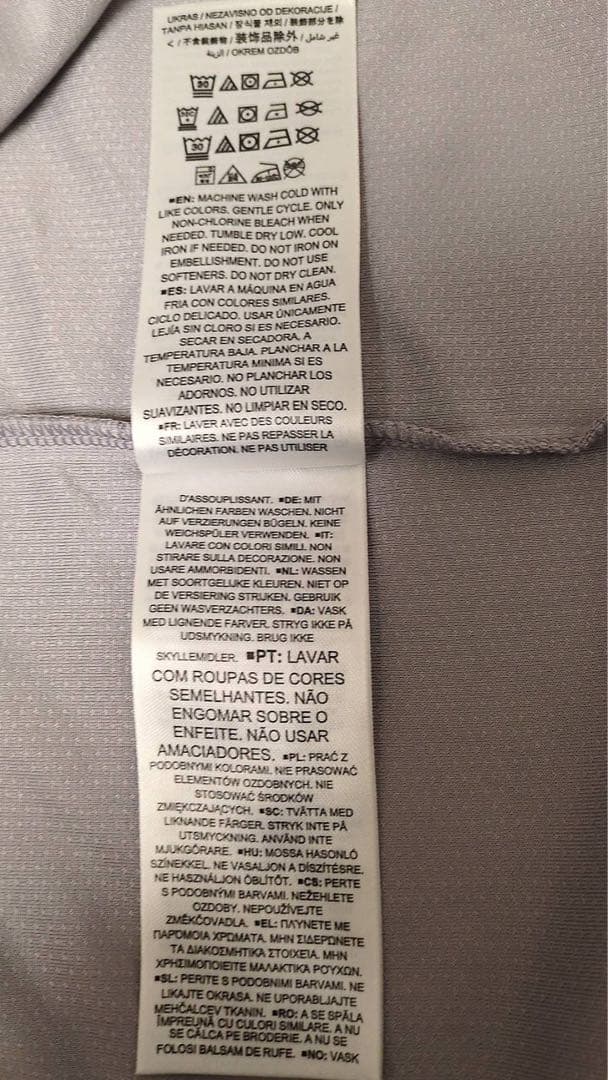 UKRAS / NEZAVISNO OD DEKORACIJE /
TANPA HIASAN / 장식물 제외 / 装飾部分を除
く / 不含裝飾物 / 装饰品除外 / غير شامل
الزينة / OKREM OZDÔB
30
30
■EN: MACHINE WASH COLD WITH
LIKE COLORS. GENTLE CYCLE. ONLY
NON-CHLORINE BLEACH WHEN
NEEDED. TUMBLE DRY LOW. COOL
IRON IF NEEDED. DO NOT IRON ON
EMBELLISHMENT. DO NOT USE
SOFTENERS. DO NOT DRY CLEAN.
■ES: LAVAR A MÁQUINA EN AGUA
FRIA CON COLORES SIMILARES.
CICLO DELICADO. USAR ÚNICAMENTE
LEJÍA SIN CLORO SI ES NECESARIO.
SECAR EN SECADORA, A
TEMPERATURA BAJA. PLANCHAR A LA
TEMPERATURA MINIMA SI ES
NECESARIO. NO PLANCHAR LOS
ADORNOS. NO UTILIZAR
SUAVIZANTES. NO LIMPIAR EN SECO.
■FR: LAVER AVEC DES COULEURS
SIMILAIRES. NE PAS REPASSER LA
DÉCORATION. NE PAS UTILISER
D'ASSOUPLISSANT. ■DE: MIT
ÄHNLICHEN FARBEN WASCHEN. NICHT
AUF VERZIERUNGEN BÜGELN. KEINE
WEICHSPÜLER VERWENDEN. ■IT:
LAVARE CON COLORI SIMILI. NON
STIRARE SULLA DECORAZIONE. NON
USARE AMMORBIDENTI. ■NL: WASSEN
MET SOORTGELIJKE KLEUREN. NIET OP
DE VERSIERING STRIJKEN. GEBRUIK
GEEN WASVERZACHTERS. ■DA: VASK
MED LIGNENDE FARVER. STRYG IKKE PÅ
UDSMYKNING. BRUG IKKE
SKYLLEMIDLER. ■PT: LAVAR
COM ROUPAS DE CORES
SEMELHANTES. NÃO
ENGOMAR SOBRE O
ENFEITE. NÃO USAR
AMACIADORES. ■PL: PRAĆ Z
PODOBNYMI KOLORAMI. NIE PRASOWAĆ
ELEMENTÓW OZDOBNYCH. NIE
STOSOWAĆ ŚRODKÓW
ZMIĘKCZAJĄCYCH. ■SC: TVÄTTA MED
LIKNANDE FÄRGER. STRYK INTE PÅ
UTSMYCKNING. ANVÄND INTE
MJUKGÖRARE. ■HU: MOSSA HASONLÓ
SZÍNEKKEL. NE VASALJON A DÍSZÍTÉSRE.
NE HASZNÁLJON ÖBLÍTŐT. ■CS: PERTE
S PODOBNÝMI BARVAMI. NEŽEHLETE
OZDOBY. NEPOUŽÍVEJTE
ZMĚKČOVADLA. ■EL: ΠΛΥΝΕΤΕ ΜΕ
ΠΑΡΌΜΟΙΑ ΧΡΩΜΑΤΑ. ΜΗΝ ΣΙΔΕΡΩΝΕΤΕ
ΤΑ ΔΙΑΚΟΣΜΗΤΙΚΑ ΣΤΟΙΧΕΙΑ. ΜΗΝ
ΧΡΗΣΙΜΟΠΟΙΕΙΤΕ ΜΑΛΑΚΤΙΚΑ ΡΟΥΧΩΝ.
■SL: PERITE S PODOBNIMI BARVAMI. NE
LIKAJTE OKRASA. NE UPORABLJAJTE
MEHČALCEV TKANIN. ■RO: A SE SPĂLA
ÎMPREUNĂ CU CULORI SIMILARE. A NU
SE CĂLCA PE BRODERIE. A NU SE
FOLOSI BALSAM DE RUFE. ■NO: VASK